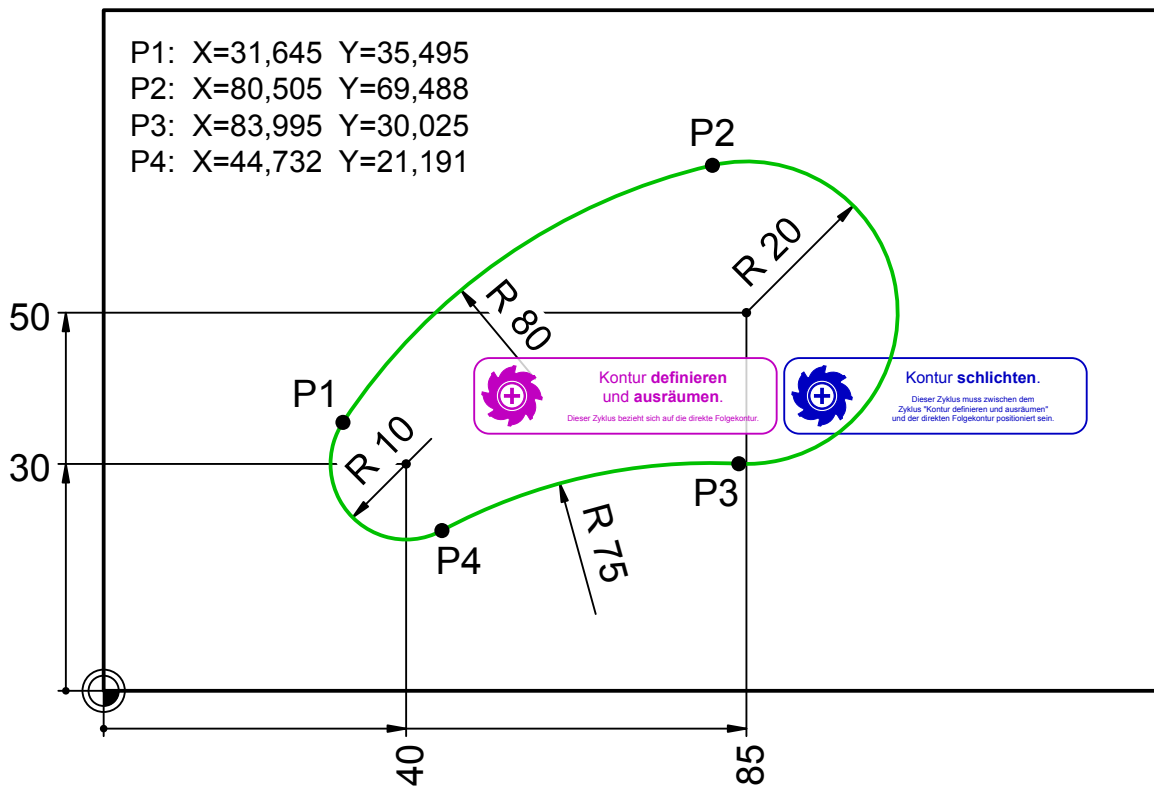 P1: X=31,645 Y=35,495
P2: X=80,505 Y=69,488
P3: X=83,995 Y=30,025
P4: X=44,732 Y=21,191
P2
R 20
50
R 80
Kontur definieren
und ausräumen.
Dieser Zyklus bezieht sich auf die direkte Folgekontur.
Kontur schlichten.
Dieser Zyklus muss zwischen dem
Zyklus "Kontur definieren und ausräumen"
und der direkten Folgekontur positioniert sein.
P1
R 10
30
P3
P4
R 75
40
85